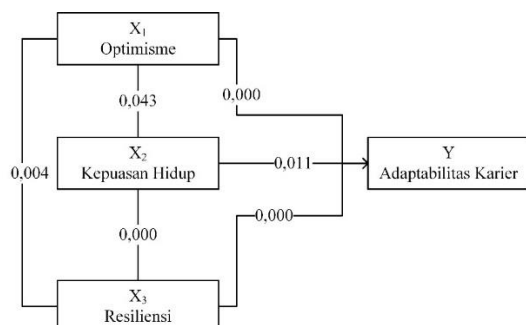 X₁
Optimisme
0,043
0,000
X₂
Kepuasan Hidup
0,004
0,011
Y
Adaptabilitas Karier
0,000
0,000
X₃
Resiliensi